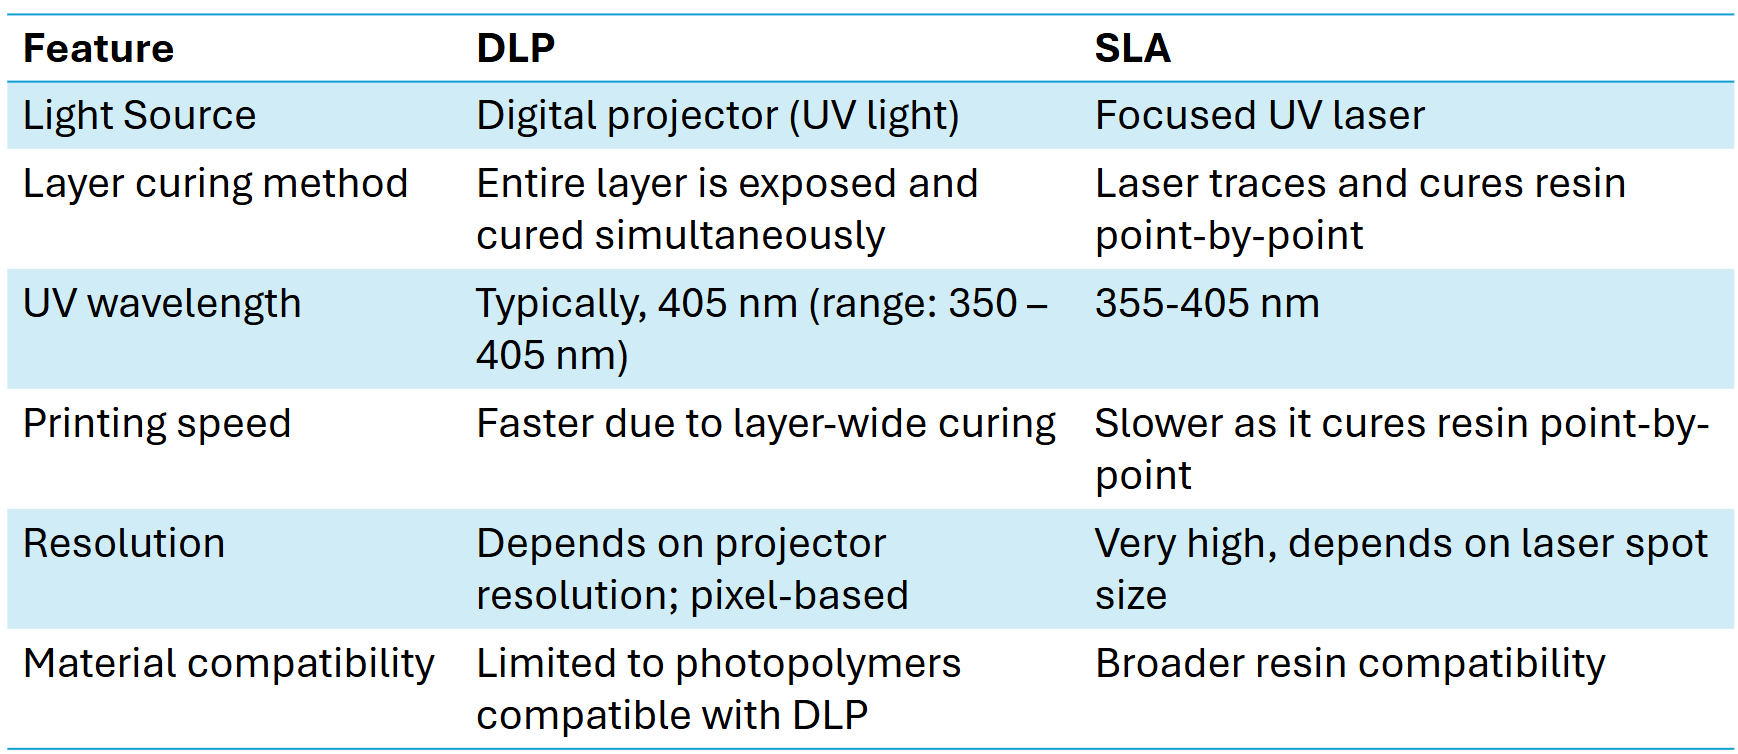 Feature DLP SLA
Light Source Digital projector (UV light) Focused UV laser
Layer curing method Entire layer is exposed and Laser traces and cures resin
cured simultaneously point-by-point
UV wavelength Typically, 405 nm (range: 350 – 355-405 nm
405 nm)
Printing speed Faster due to layer-wide curing Slower as it cures resin point-by-
point
Resolution Depends on projector Very high, depends on laser spot
resolution; pixel-based size
Material compatibility Limited to photopolymers Broader resin compatibility
compatible with DLP